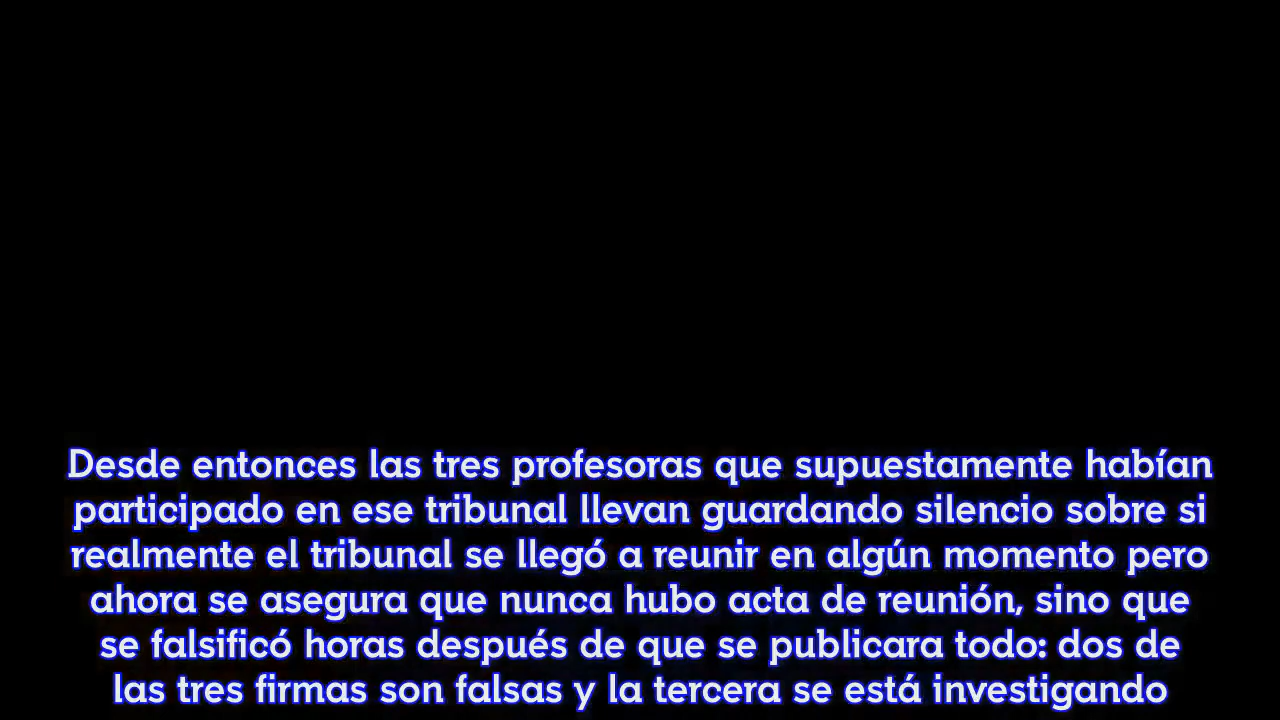 Desde entonces las tres profesoras que supuestamente habían
participado en ese tribunal llevan guardando silencio sobre si
realmente el tribunal se llegó a reunir en algún momento pero
ahora se asegura que nunca hubo acta de reunión, sino que
se falsificó horas después de que se publicara todo: dos de
las tres firmas son falsas y la tercera se está investigando